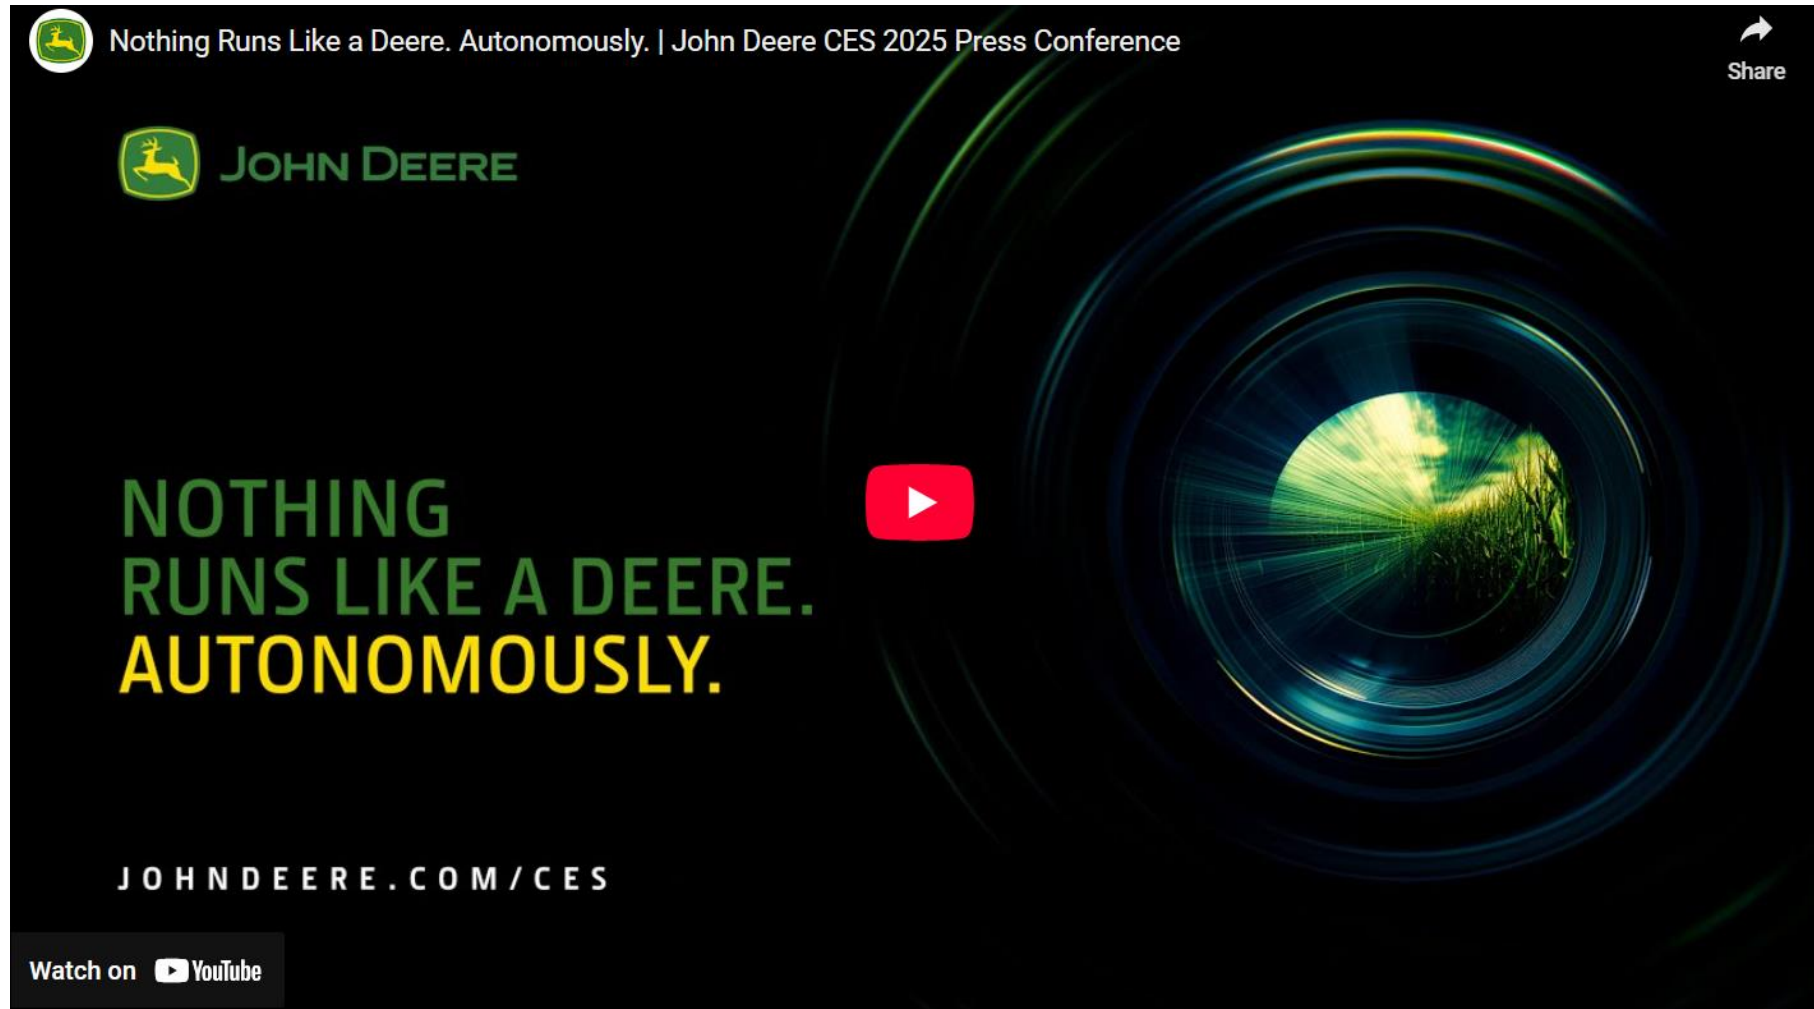 Nothing Runs Like a Deere. Autonomously. | John Deere CES 2025 Press Conference
Share
JOHN DEERE
NOTHING
RUNS LIKE A DEERE.
AUTONOMOUSLY.
JOHNDEERE.COM/CES
Watch on YouTube